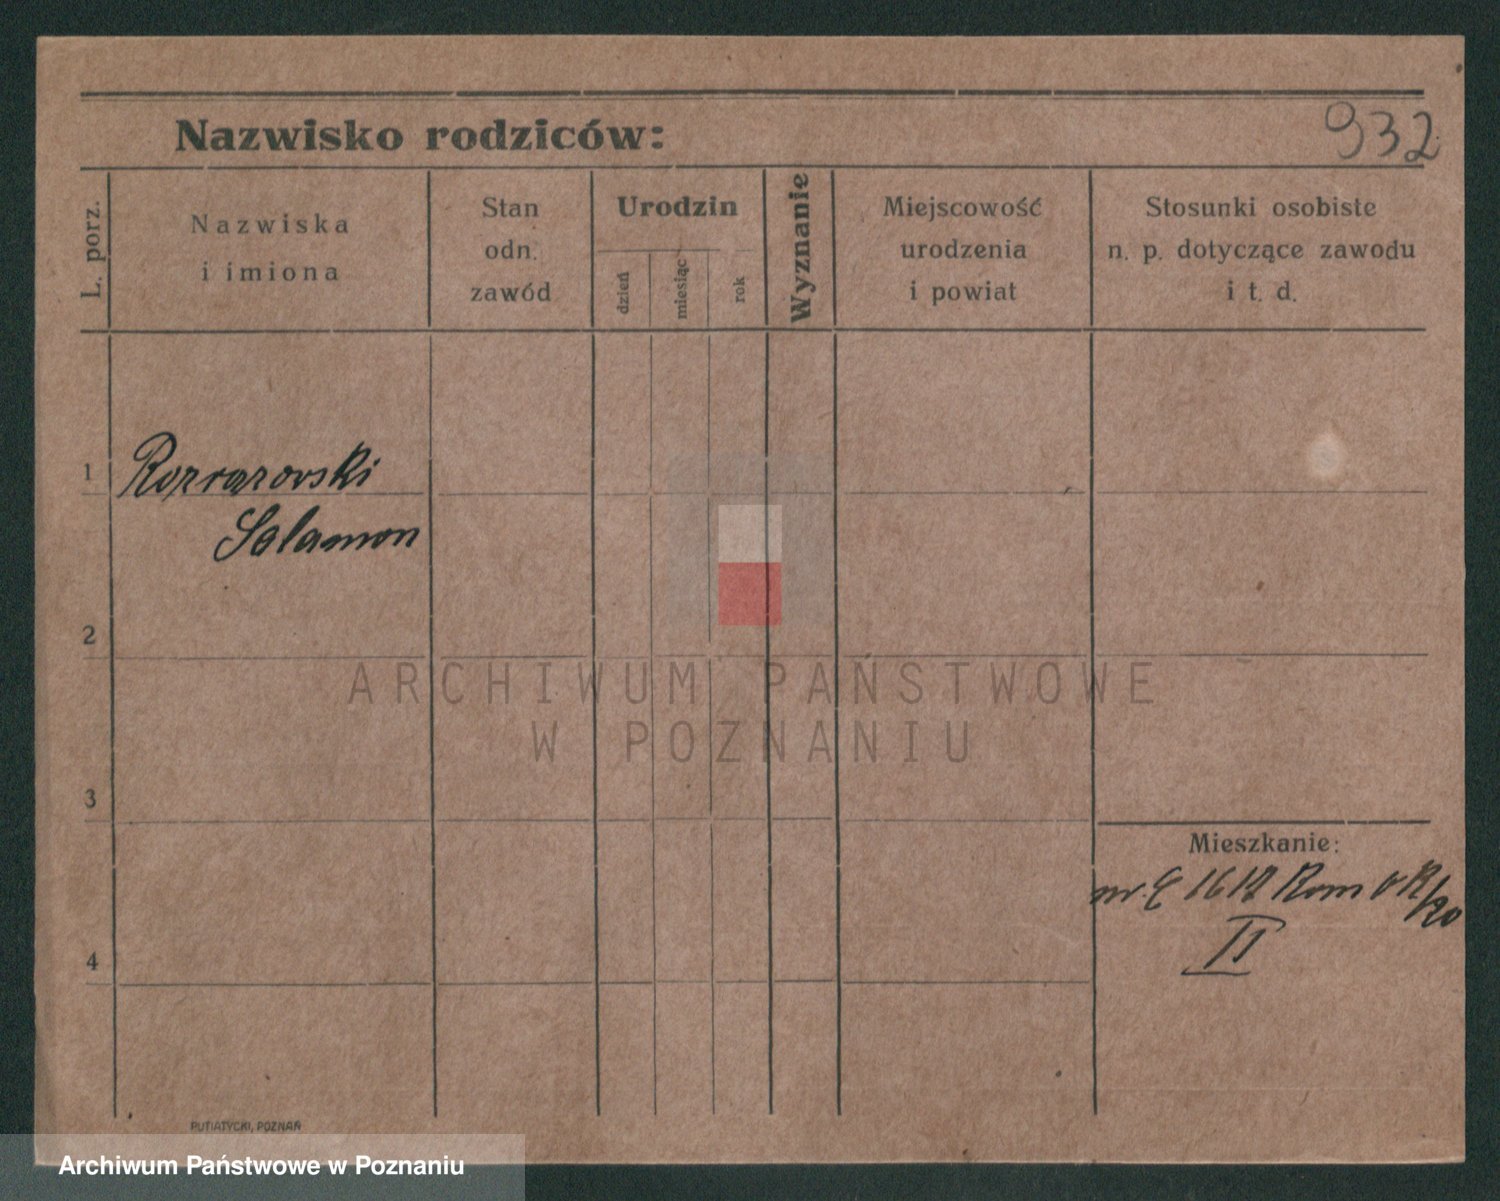 932
Nazwisko rodziców:
L. porz.
Nazwiska
i imiona
Stan
odn.
zawód
Urodzin
dzień
miesiąc
rok
Wyznanie
Miejscowość
urodzenia
i powiat
Stosunki osobiste
n. p. dotyczące zawodu
i t. d.
1
Salamon
2
ARCHIWUM PAŃSTWOWE
W POZNANIU
3
Mieszkanie:
II
4
PUTIATYCKI, POZNAŃ
Archiwum Państwowe w Poznaniu